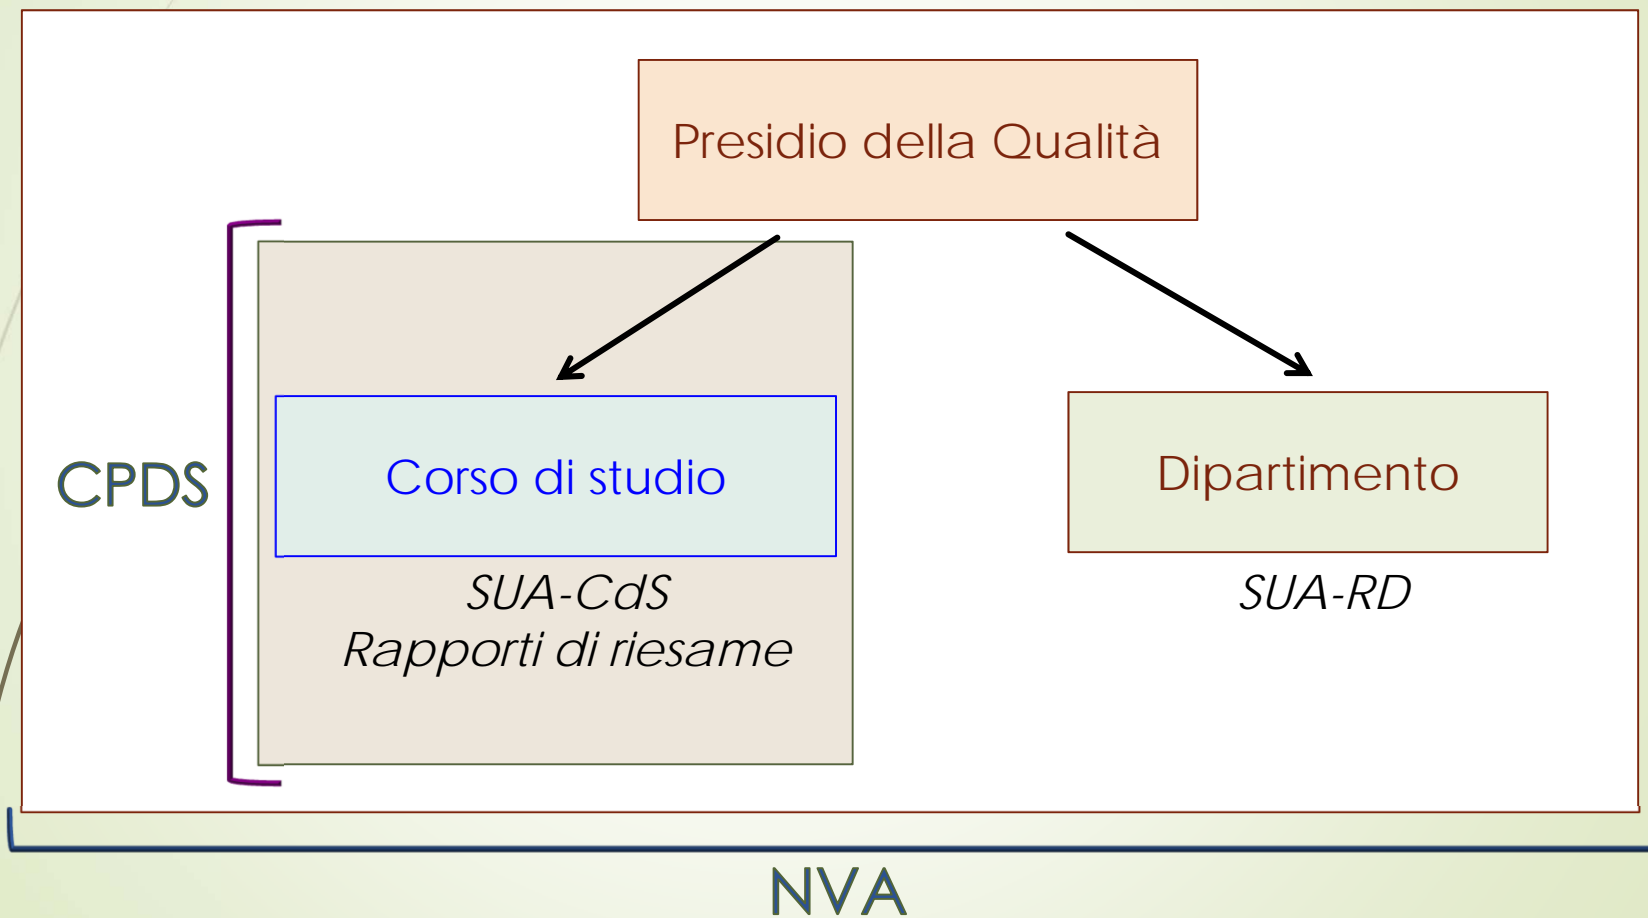 Presidio della Qualità
CPDS
Corso di studio
Dipartimento
SUA-CdS
Rapporti di riesame
SUA-RD
NVA